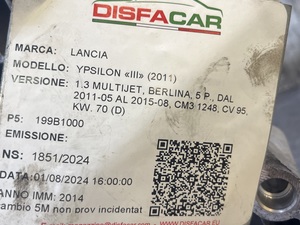 DISFACAR
MARCA: LANCIA
MODELLO: YPSILON «III» (2011)
VERSIONE: 1.3 MULTIJET, BERLINA, 5 P., DAL
2011-05 AL 2015-08, CM3 1248, CV 95,
KW. 70 (D)
P5: 199B1000
EMISSIONE:
NS: 1851/2024
DATA: 01/08/2024 16:00:00
ANNO IMM: 2014
cambio 5M non prov incidentat
DISFACAR
WWW.DISFACAR.EU